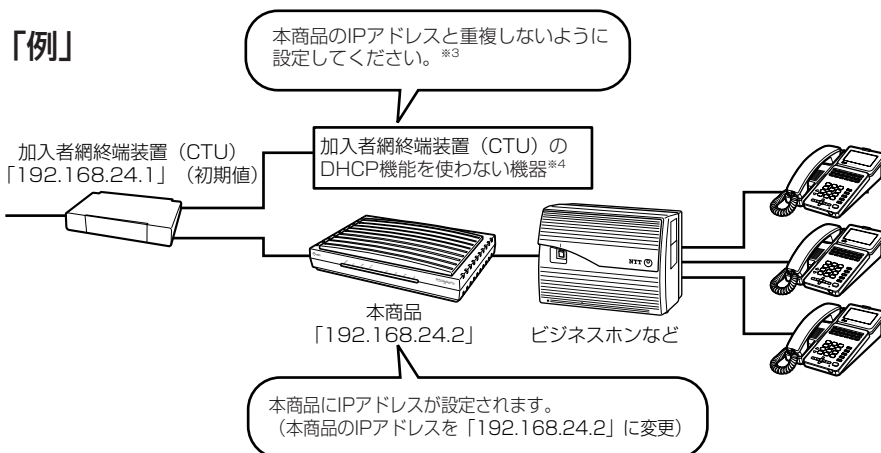 「例」
本商品のIPアドレスと重複しないように
設定してください。※3
加入者網終端装置（CTU）
「192.168.24.1」（初期値）
加入者網終端装置（CTU）の
DHCP機能を使わない機器※4
NTT
本商品
「192.168.24.2」
ビジネスホンなど
本商品にIPアドレスが設定されます。
（本商品のIPアドレスを「192.168.24.2」に変更）